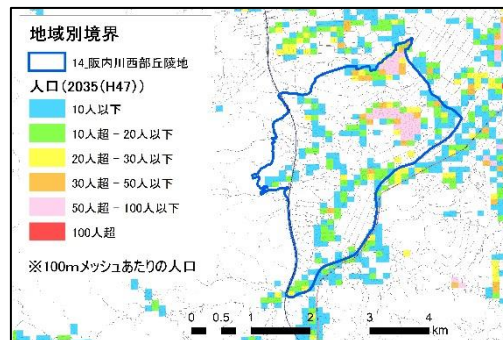 地域別境界
14_阪内川西部丘陵地
人口(2035(H47))
10人以下
10人超 - 20人以下
20人超 - 30人以下
30人超 - 50人以下
50人超 - 100人以下
100人超
※100mメッシュあたりの人口
0 0.5 1 2 3 4
km